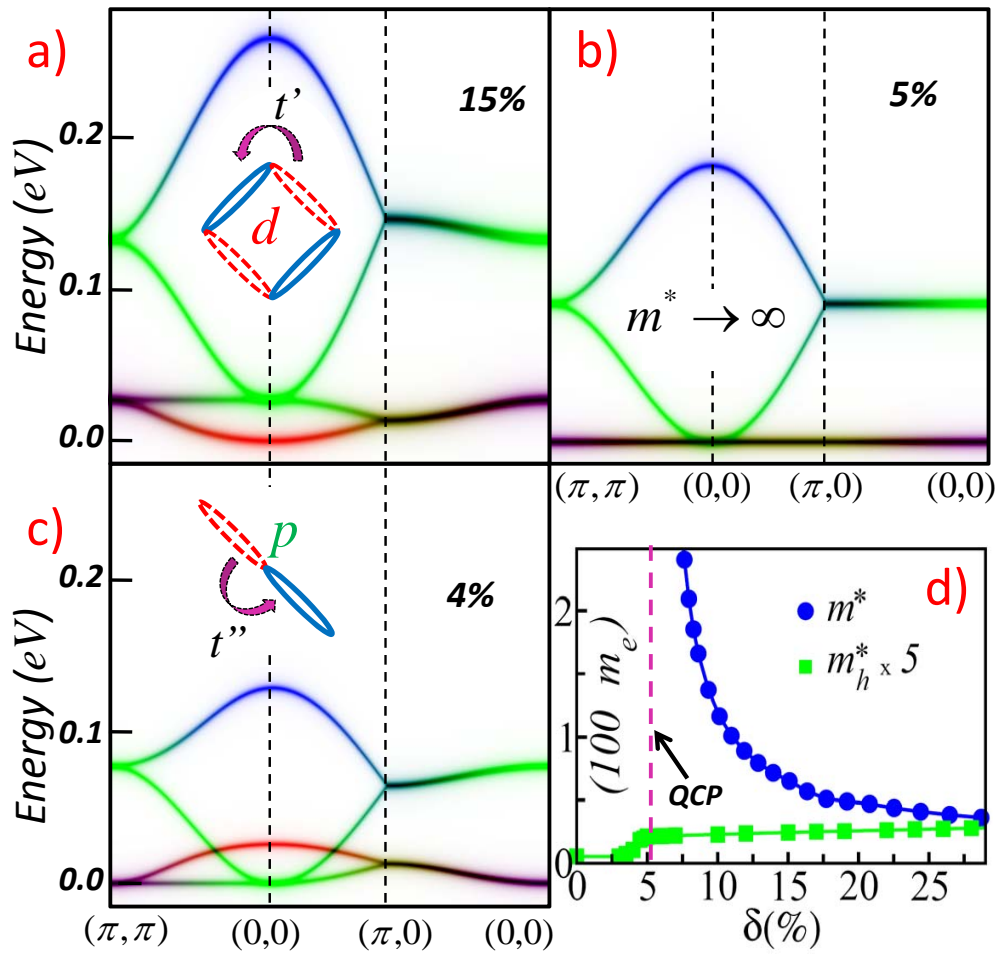 a)
15%
t'
d
Energy (eV)
0.2
0.1
0.0
b)
5%
m* → ∞
(π,π)
(0,0)
(π,0)
(0,0)
c)
p
4%
t''
Energy (eV)
0.2
0.1
0.0
(π,π)
(0,0)
(π,0)
(0,0)
d)
m*
m*h x 5
(100 me)
QCP
2
1
0
0
5
10
15
20
25
δ(%)